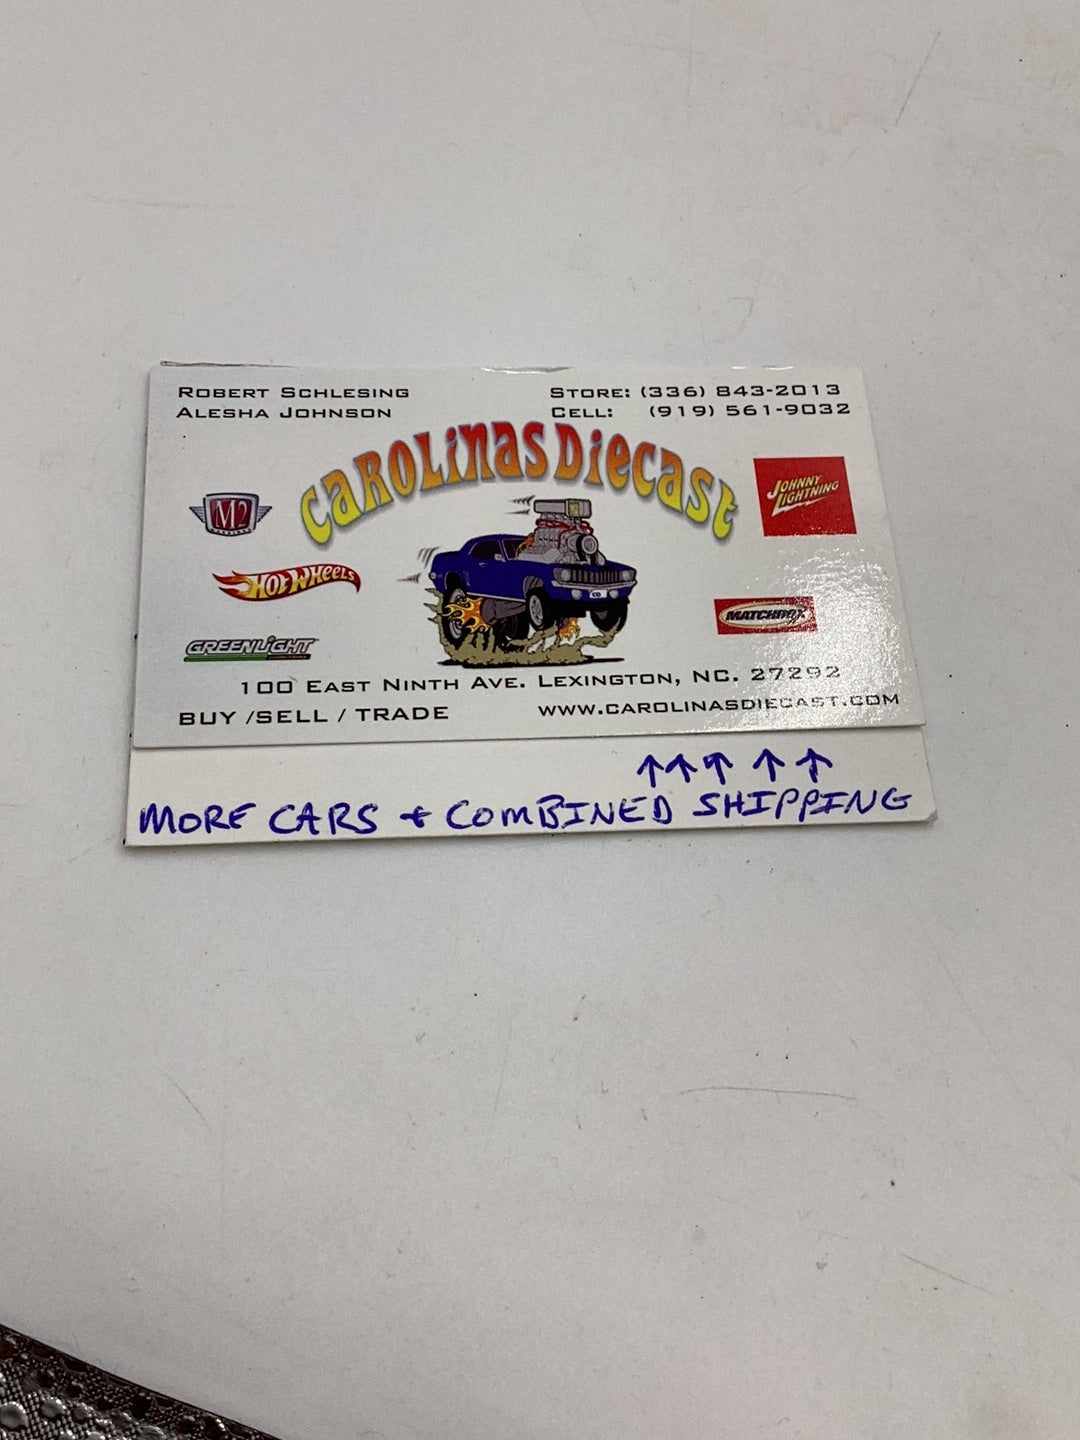 ROBERT SCHLESING
ALESHA JOHNSON
STORE: (336) 843-2013
CELL: (919) 561-9032
CAROLINAS DIECAST
M2
HOT WHEELS
GREENLIGHT
JOHNNY
LIGHTNING
MATCHBOX
CD
100 EAST NINTH AVE. LEXINGTON, NC. 27292
BUY /SELL / TRADE
WWW.CAROLINASDIECAST.COM
↑↑↑ ↑ ↑
MORE CARS + COMBINED SHIPPING